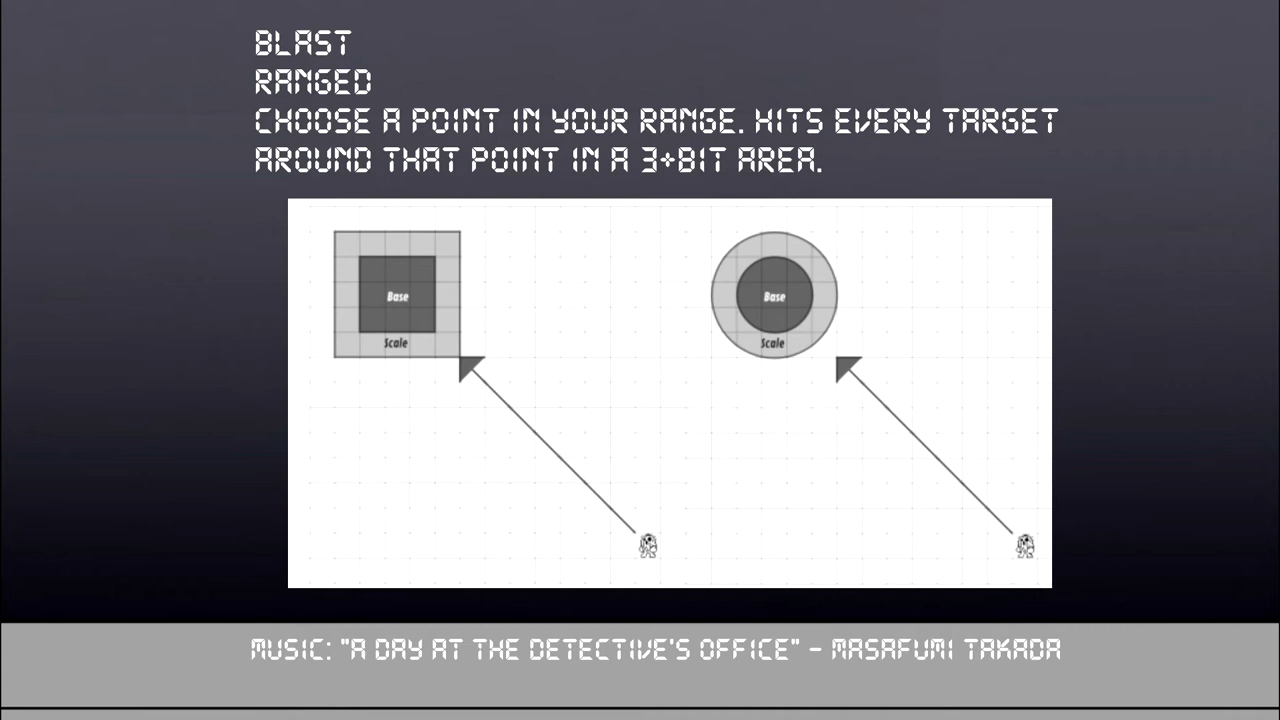 BLAST
RANGED
CHOOSE A POINT IN YOUR RANGE. HITS EVERY TARGET
AROUND THAT POINT IN A 3+BIT AREA.
Base
Scale
Base
Scale
MUSIC: "A DAY AT THE DETECTIVE'S OFFICE" - MASAFUMI TAKADA